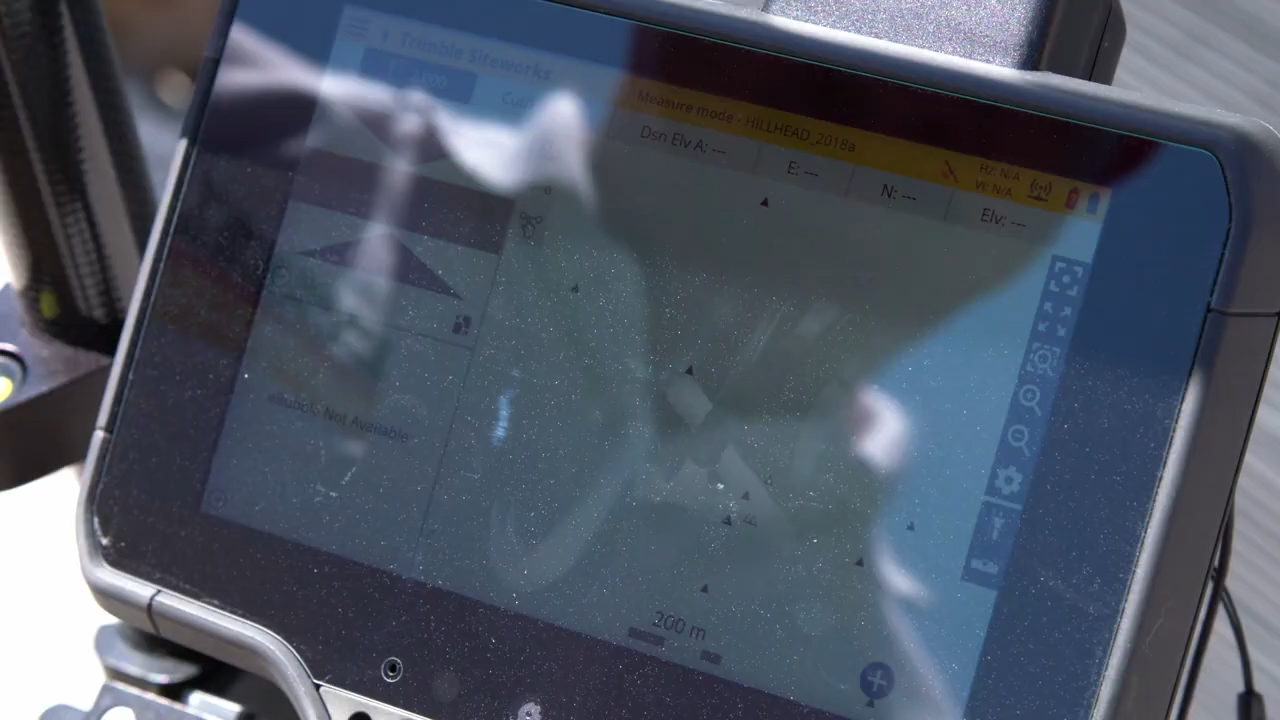 Trimble Siteworks
Measure mode - HILLHEAD_2018a
Dsn Elv A: ---
E: ---
N: ---
Elv: ---
Hz: N/A
Vt: N/A
Not Available
200 m